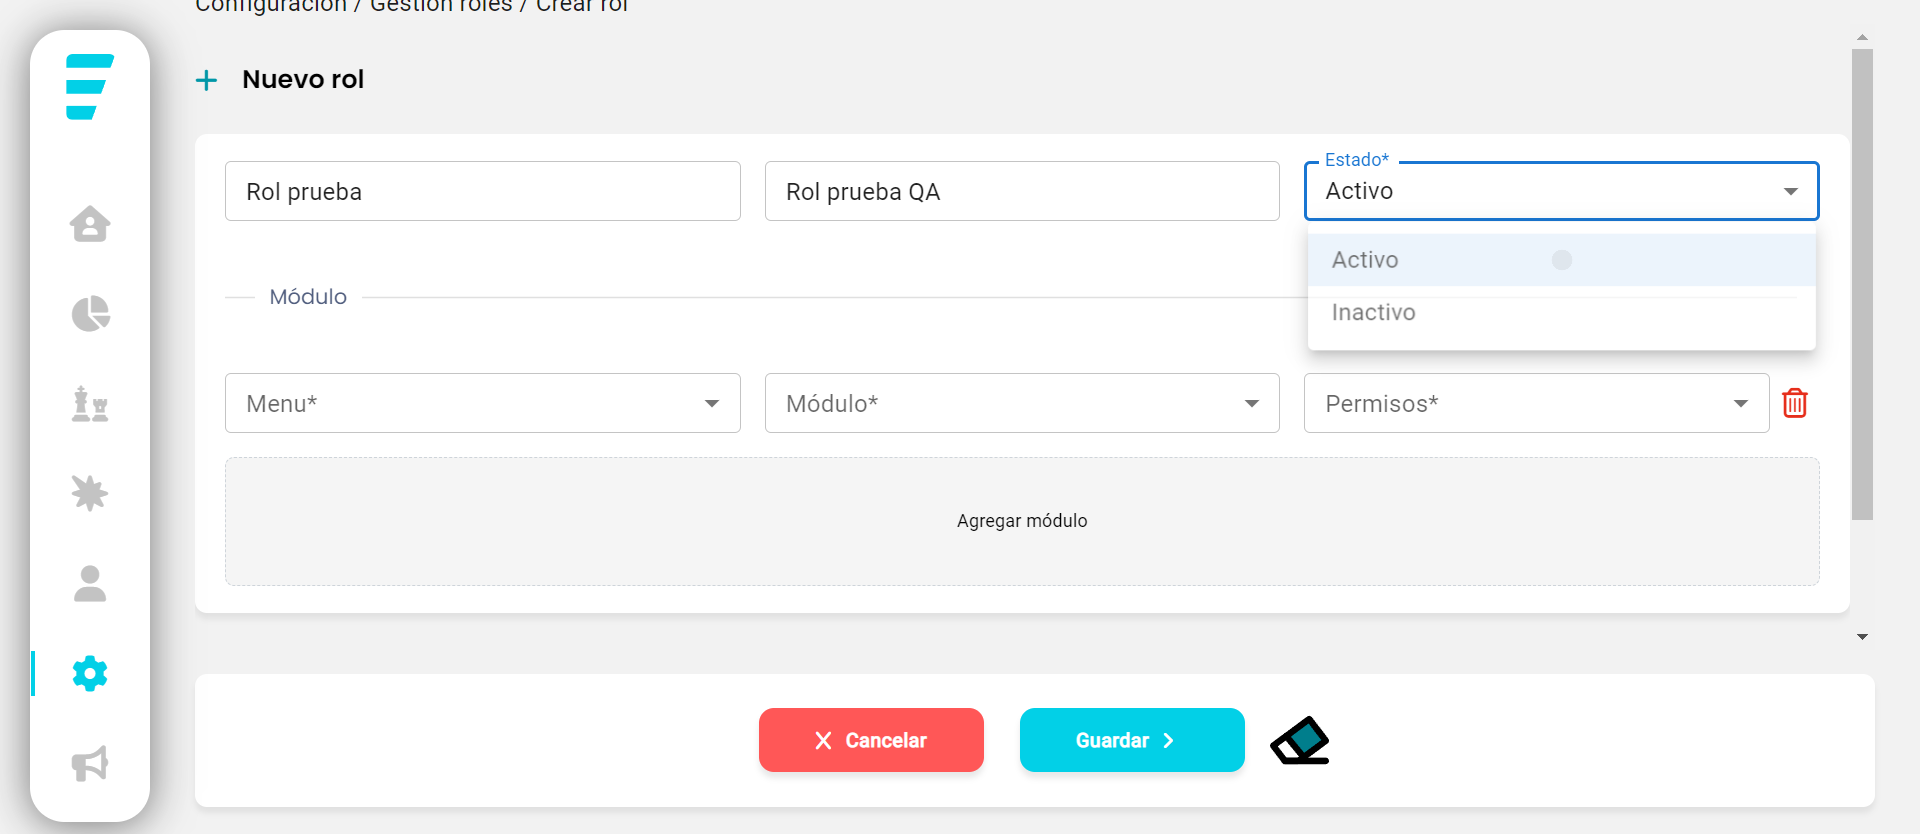 Configuración / Gestión roles / Crear rol
Nuevo rol
Rol prueba
Rol prueba QA
Estado*
Activo
Activo
Inactivo
Módulo
Menu*
Módulo*
Permisos*
Agregar módulo
Cancelar
Guardar